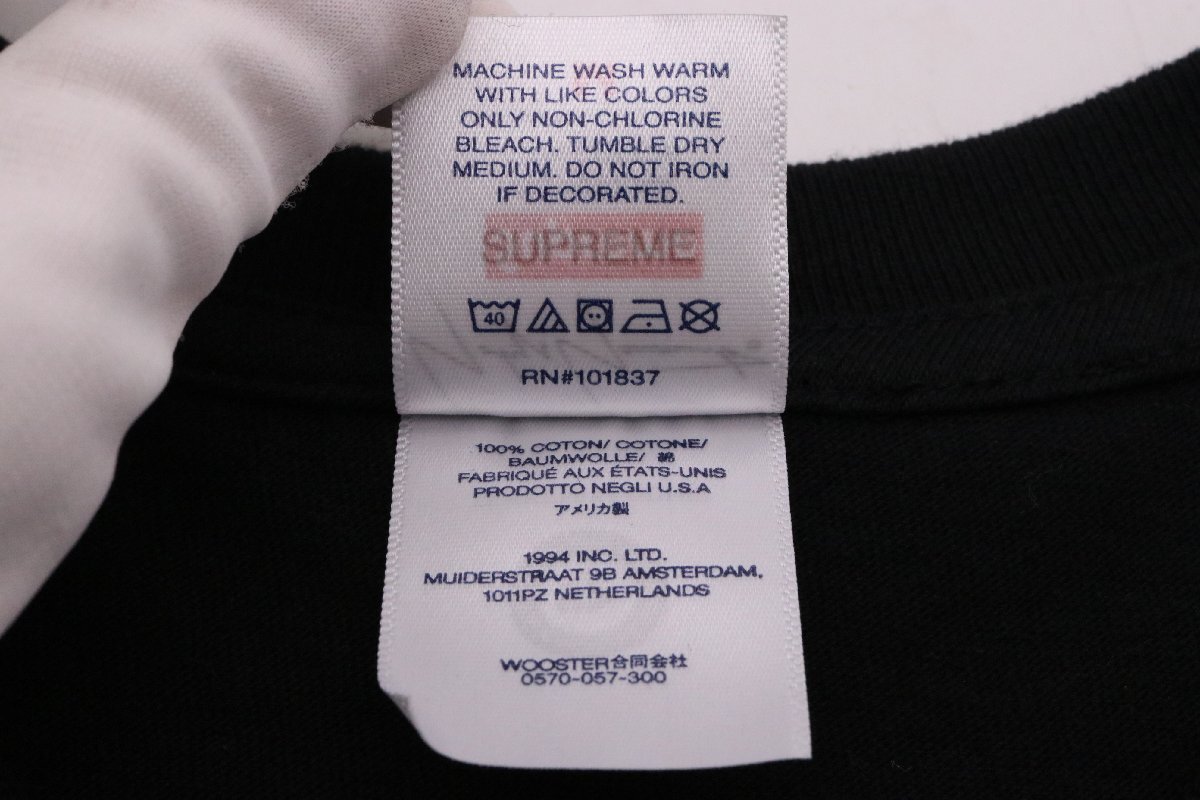 MACHINE WASH WARM
WITH LIKE COLORS
ONLY NON-CHLORINE
BLEACH. TUMBLE DRY
MEDIUM. DO NOT IRON
IF DECORATED.
SUPREME
40
RN#101837
100% COTON/ COTONE/
BAUMWOLLE/ 綿
FABRIQUÉ AUX ÉTATS-UNIS
PRODOTTO NEGLI U.S.A
アメリカ製
1994 INC. LTD.
MUIDERSTRAAT 9B AMSTERDAM,
1011PZ NETHERLANDS
WOOSTER合同会社
0570-057-300